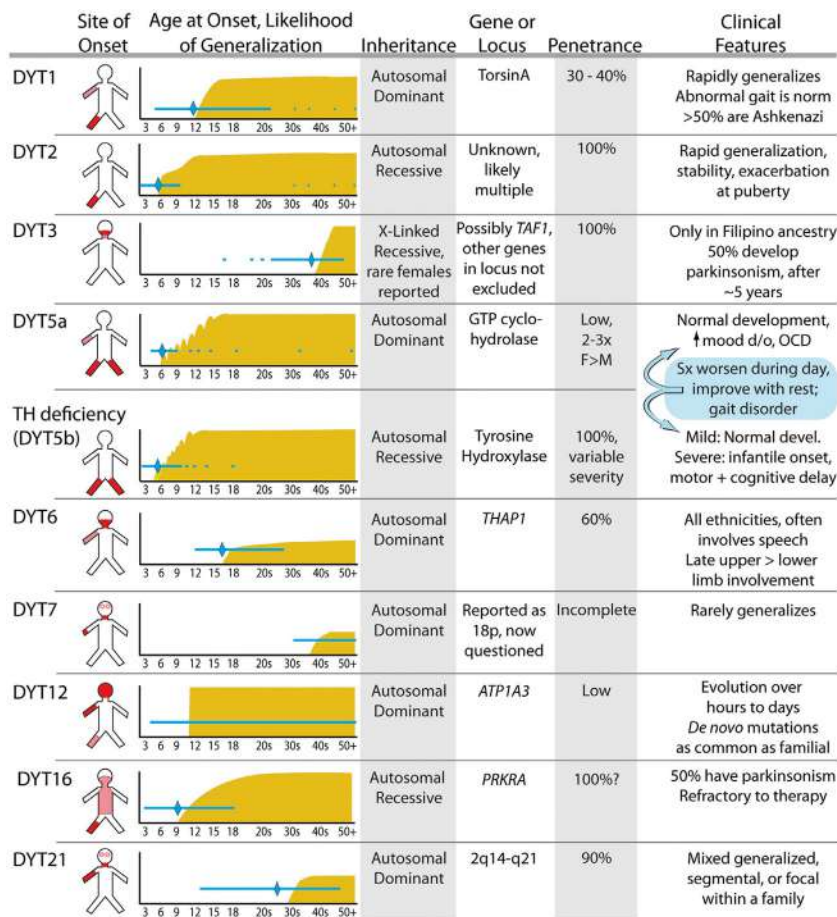 Site of
Onset
Age at Onset, Likelihood
of Generalization
Inheritance
Gene or
Locus
Penetrance
Clinical
Features
DYT1
3 6 9 12 15 18 20s 30s 40s 50+
Autosomal
Dominant
TorsinA
30 - 40%
Rapidly generalizes
Abnormal gait is norm
>50% are Ashkenazi
DYT2
3 6 9 12 15 18 20s 30s 40s 50+
Autosomal
Recessive
Unknown,
likely
multiple
100%
Rapid generalization,
stability, exacerbation
at puberty
DYT3
3 6 9 12 15 18 20s 30s 40s 50+
X-Linked
Recessive,
rare females
reported
Possibly TAF1,
other genes
in locus not
excluded
100%
Only in Filipino ancestry
50% develop
parkinsonism, after
~5 years
DYT5a
3 6 9 12 15 18 20s 30s 40s 50+
Autosomal
Dominant
GTP cyclo-
hydrolase
Low,
2-3x
F>M
Normal development,
mood d/o, OCD
Sx worsen during day,
improve with rest;
gait disorder
TH deficiency
(DYT5b)
3 6 9 12 15 18 20s 30s 40s 50+
Autosomal
Recessive
Tyrosine
Hydroxylase
100%,
variable
severity
Mild: Normal devel.
Severe: infantile onset,
motor + cognitive delay
DYT6
3 6 9 12 15 18 20s 30s 40s 50+
Autosomal
Dominant
THAP1
60%
All ethnicities, often
involves speech
Late upper > lower
limb involvement
DYT7
3 6 9 12 15 18 20s 30s 40s 50+
Autosomal
Dominant
Reported as
18p, now
questioned
Incomplete
Rarely generalizes
DYT12
3 6 9 12 15 18 20s 30s 40s 50+
Autosomal
Dominant
ATP1A3
Low
Evolution over
hours to days
De novo mutations
as common as familial
DYT16
3 6 9 12 15 18 20s 30s 40s 50+
Autosomal
Recessive
PRKRA
100%?
50% have parkinsonism
Refractory to therapy
DYT21
3 6 9 12 15 18 20s 30s 40s 50+
Autosomal
Dominant
2q14-q21
90%
Mixed generalized,
segmental, or focal
within a family